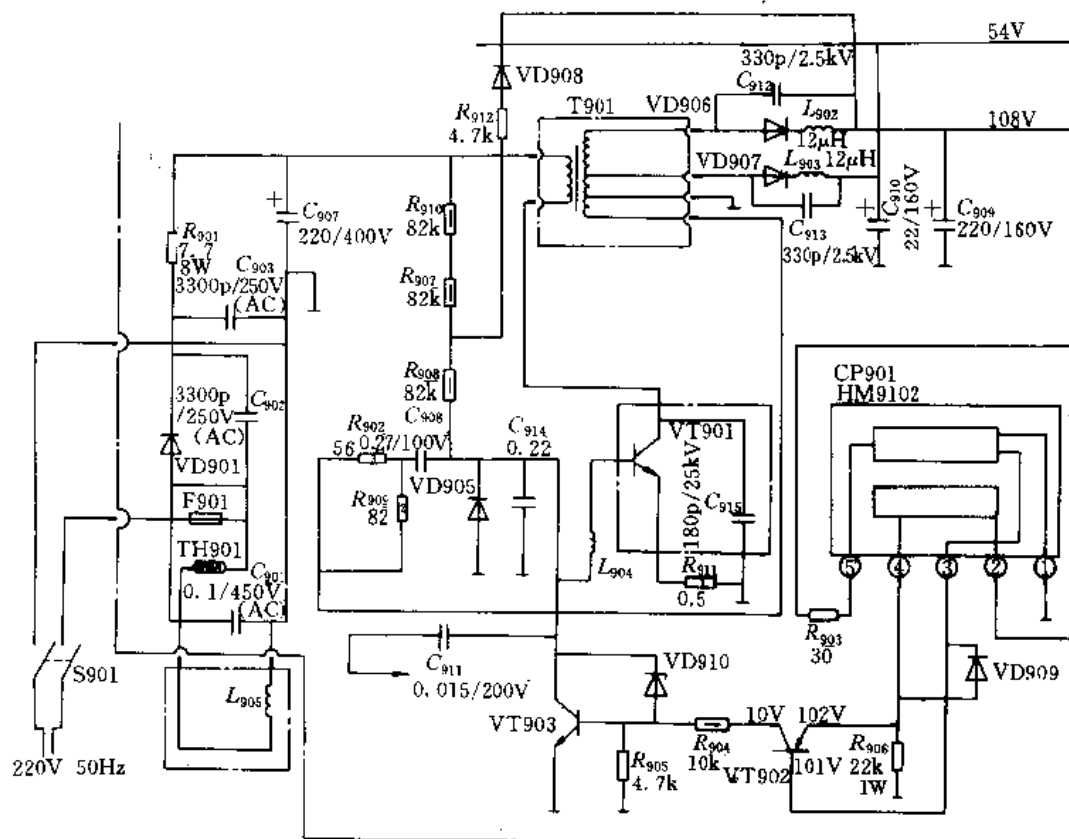 54V
330p/2.5kV
VD908
C912
T901
VD906
L902
R912
4.7k
108V
12μH
VD907
L903
12μH
C907
220/400V
R910
82k
C910
22/160V
C909
220/160V
C913
330p/2.5kV
R901
7.7
8W
C903
3300p/250V
(AC)
R907
82k
CP901
HM9102
R908
82k
3300p
/250V
(AC)
C902
C908
0.27/100V
R902
56
C914
0.22
VT901
VD901
VD905
R909
82
180p/25kV
C915
F901
TH901
C901
0.1/450V
(AC)
L904
R911
0.5
⑤
④
③
②
①
R903
30
S901
C911
0.015/200V
VD910
VD909
L905
VT903
10V
102V
R904
10k
R906
22k
1W
101V
VT902
R905
4.7k
220V 50Hz